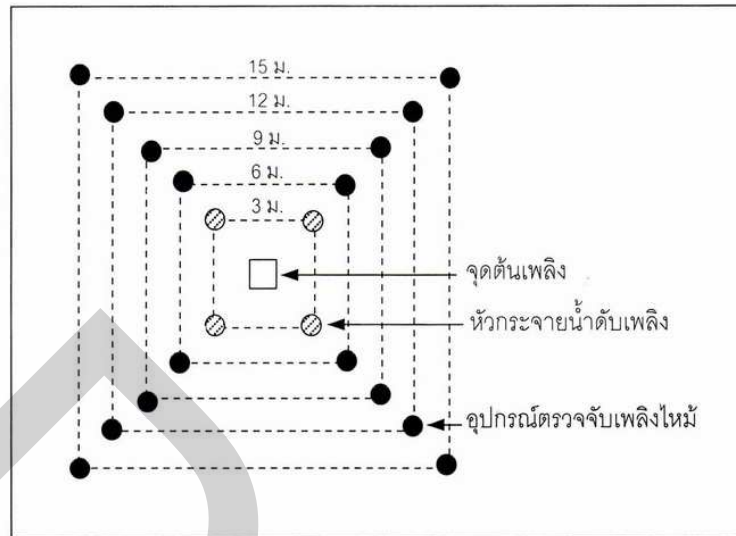 15 ม.
12 ม.
9 ม.
6 ม.
3 ม.
จุดต้นเพลิง
หัวกระจายน้ำดับเพลิง
อุปกรณ์ตรวจจับเพลิงไหม้